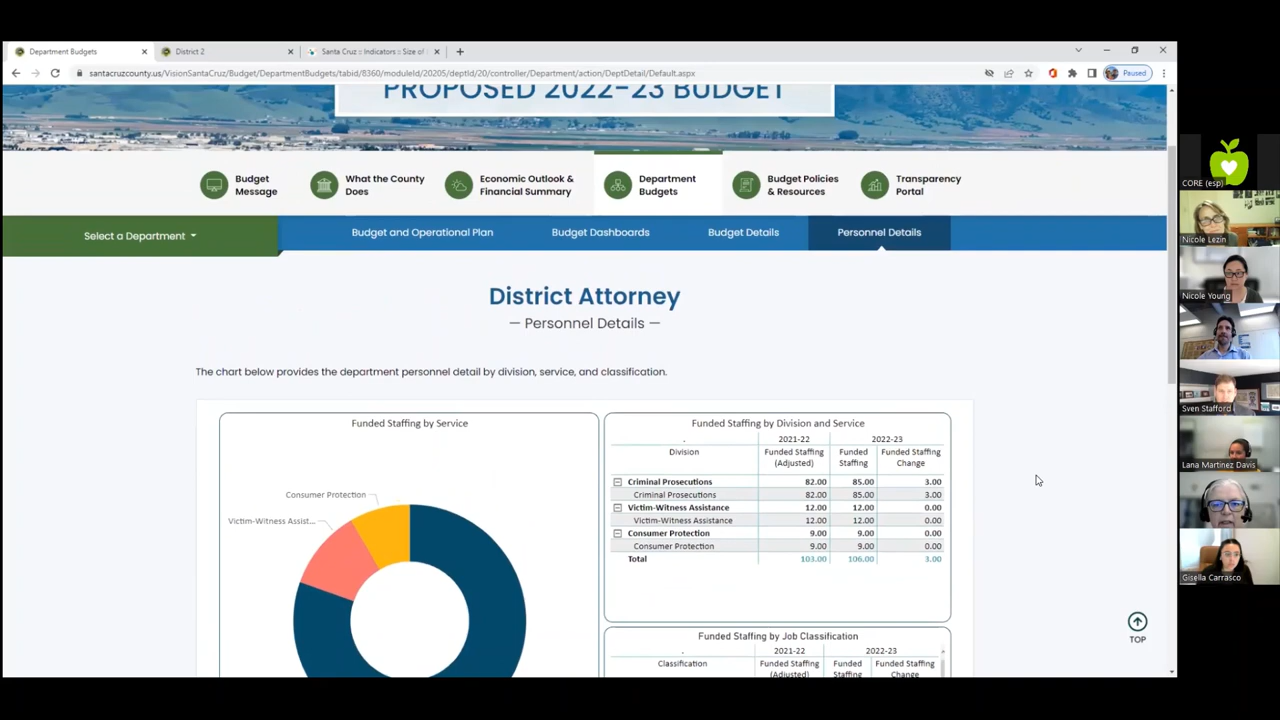 Department Budgets
District 2
Santa Cruz :: Indicators :: Size of
santacruzcounty.us/VisionSantaCruz/Budget/DepartmentBudgets/tabid/8360/moduleId/20205/deptId/20/controller/Department/action/DeptDetail/Default.aspx
Paused
PROPOSED 2022-23 BUDGET
Budget Message
What the County Does
Economic Outlook & Financial Summary
Department Budgets
Budget Policies & Resources
Transparency Portal
Select a Department
Budget and Operational Plan
Budget Dashboards
Budget Details
Personnel Details
District Attorney
— Personnel Details —
The chart below provides the department personnel detail by division, service, and classification.
Funded Staffing by Service
Consumer Protection
Victim-Witness Assist...
Funded Staffing by Division and Service
. 2021-22 2022-23
Division Funded Staffing (Adjusted) Funded Staffing Funded Staffing Change
Criminal Prosecutions 82.00 85.00 3.00
Criminal Prosecutions 82.00 85.00 3.00
Victim-Witness Assistance 12.00 12.00 0.00
Victim-Witness Assistance 12.00 12.00 0.00
Consumer Protection 9.00 9.00 0.00
Consumer Protection 9.00 9.00 0.00
Total 103.00 106.00 3.00
Funded Staffing by Job Classification
. 2021-22 2022-23
Classification Funded Staffing (Adjusted) Funded Staffing Funded Staffing Change
TOP
CORE (esp)
Nicole Lezin
Nicole Young
Sven Stafford
Lana Martinez Davis
Gisella Carrasco